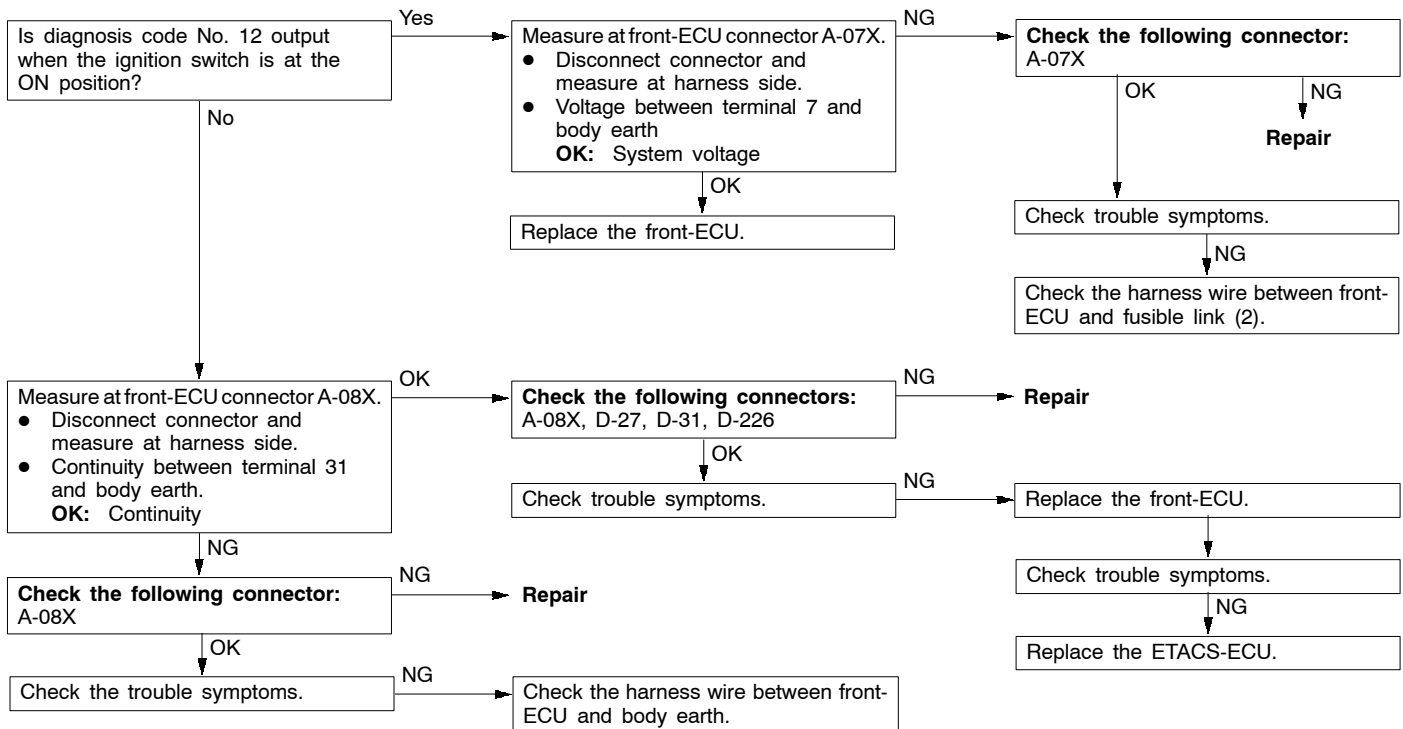 Is diagnosis code No. 12 output
when the ignition switch is at the
ON position?
Yes
No
Measure at front-ECU connector A-07X.
● Disconnect connector and
measure at harness side.
● Voltage between terminal 7 and
body earth
OK: System voltage
NG
OK
Replace the front-ECU.
Check the following connector:
A-07X
OK
NG
Repair
Check trouble symptoms.
NG
Check the harness wire between front-
ECU and fusible link (2).
Measure at front-ECU connector A-08X.
● Disconnect connector and
measure at harness side.
● Continuity between terminal 31
and body earth.
OK: Continuity
OK
NG
Check the following connectors:
A-08X, D-27, D-31, D-226
NG
Repair
OK
Check trouble symptoms.
NG
Replace the front-ECU.
Check trouble symptoms.
NG
Replace the ETACS-ECU.
Check the following connector:
A-08X
NG
Repair
OK
Check the trouble symptoms.
NG
Check the harness wire between front-
ECU and body earth.